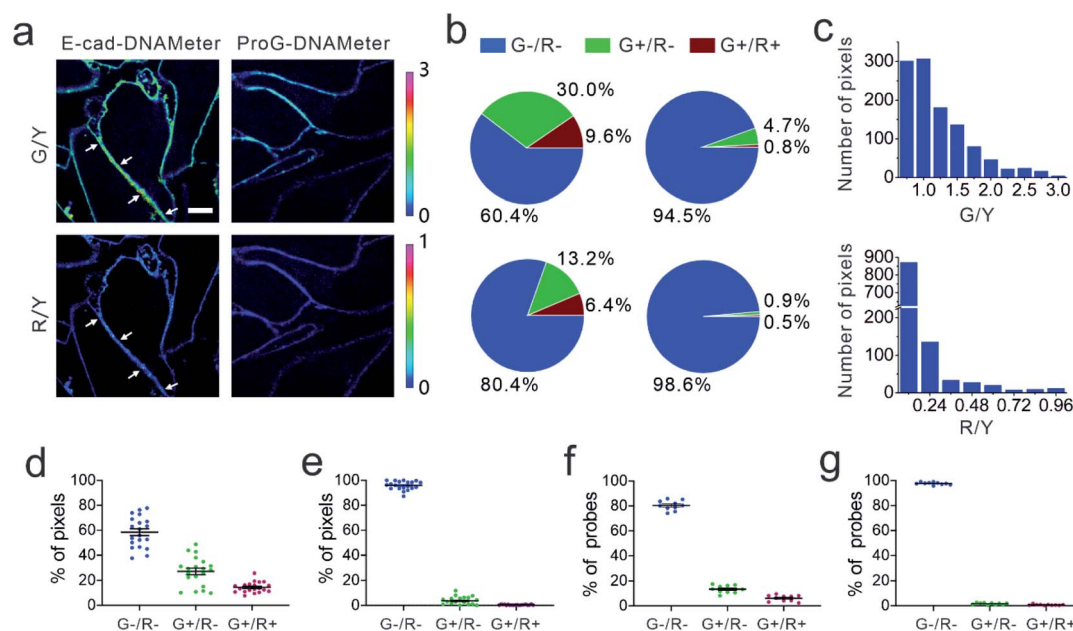 a
E-cad-DNAMeter ProG-DNAMeter
G/Y
R/Y
3
0
1
0
b
G-/R- G+/R- G+/R+
30.0%
9.6%
60.4%
4.7%
0.8%
94.5%
13.2%
6.4%
80.4%
0.9%
0.5%
98.6%
c
Number of pixels
300
200
100
0
1.0 1.5 2.0 2.5 3.0
G/Y
Number of pixels
900
800
700
200
100
0
0.24 0.48 0.72 0.96
R/Y
d
% of pixels
100
80
60
40
20
0
G-/R- G+/R- G+/R+
e
% of pixels
100
80
60
40
20
0
G-/R- G+/R- G+/R+
f
% of probes
100
80
60
40
20
0
G-/R- G+/R- G+/R+
g
% of probes
100
80
60
40
20
0
G-/R- G+/R- G+/R+